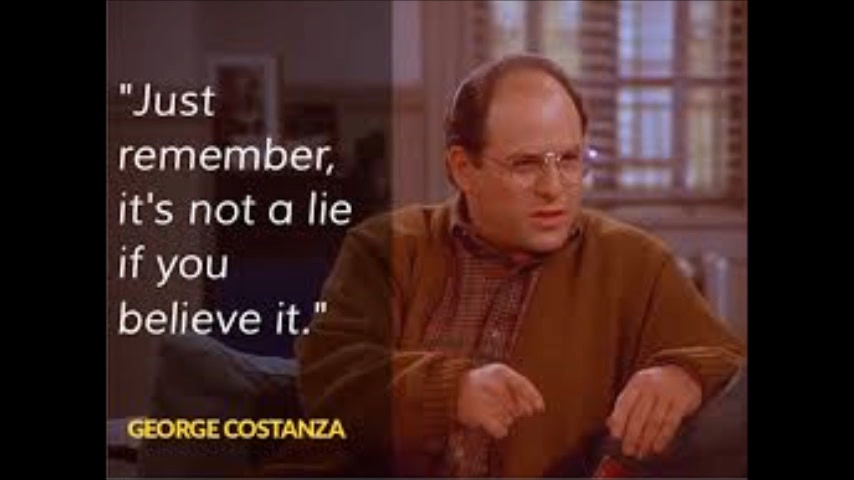 "Just
remember,
it's not a lie
if you
believe it."
GEORGE COSTANZA